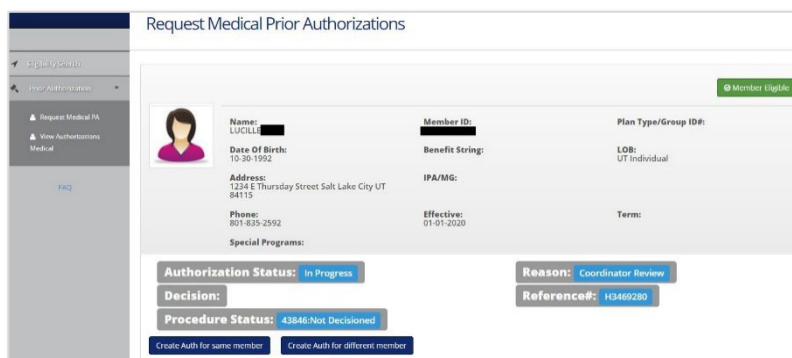 Request Medical Prior Authorizations
Eligibility Search
Prior Authorization
Request Medical PA
View Authorizations
Medical
FAQ
Member Eligible
Name:
LUCILLE
Member ID:
Plan Type/Group ID#:
Date Of Birth:
10-30-1992
Benefit String:
LOB:
UT Individual
Address:
1234 E Thursday Street Salt Lake City UT
84115
IPA/MG:
Phone:
801-835-2592
Effective:
01-01-2020
Term:
Special Programs:
Authorization Status: In Progress
Reason: Coordinator Review
Decision:
Reference#: H3469280
Procedure Status: 43846:Not Decisioned
Create Auth for same member
Create Auth for different member